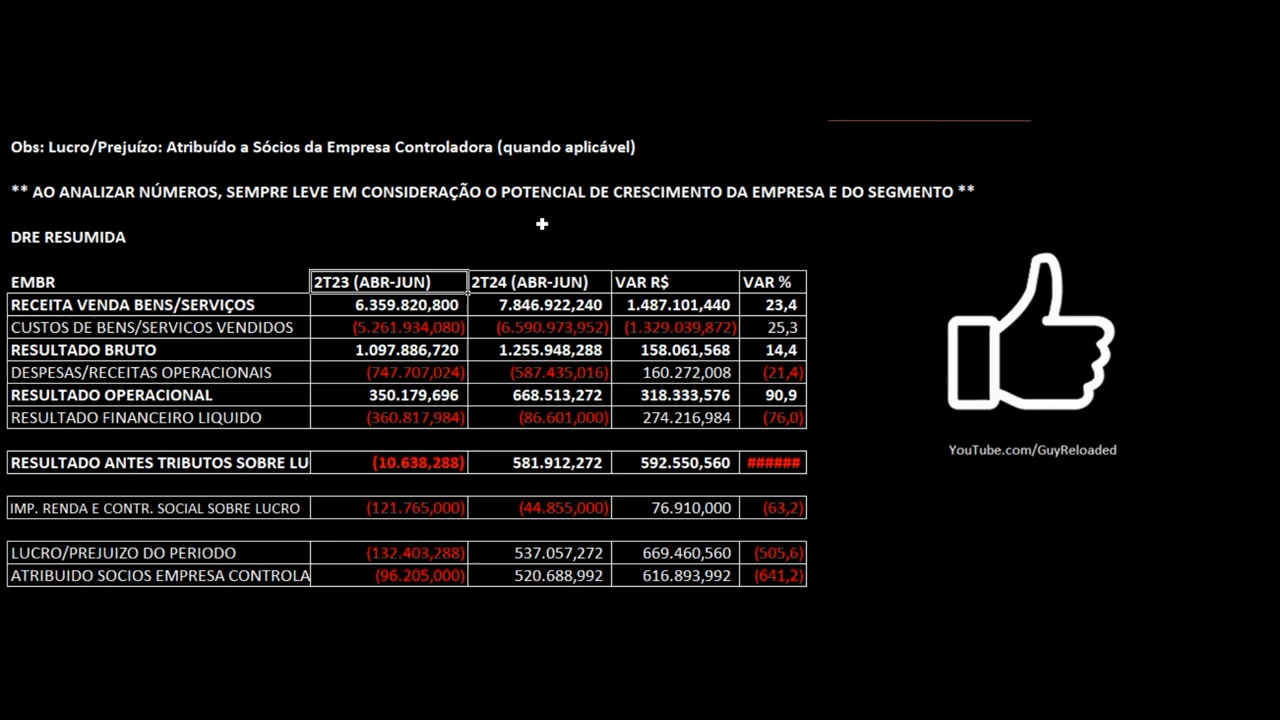 Obs: Lucro/Prejuízo: Atribuído a Sócios da Empresa Controladora (quando aplicável)
** AO ANALIZAR NÚMEROS, SEMPRE LEVE EM CONSIDERAÇÃO O POTENCIAL DE CRESCIMENTO DA EMPRESA E DO SEGMENTO **
DRE RESUMIDA
EMBR 2T23 (ABR-JUN) 2T24 (ABR-JUN) VAR R$ VAR %
RECEITA VENDA BENS/SERVIÇOS 6.359.820,800 7.846.922,240 1.487.101,440 23,4
CUSTOS DE BENS/SERVICOS VENDIDOS (5.261.934,080) (6.590.973,952) (1.329.039,872) 25,3
RESULTADO BRUTO 1.097.886,720 1.255.948,288 158.061,568 14,4
DESPESAS/RECEITAS OPERACIONAIS (747.707,024) (587.435,016) 160.272,008 (21,4)
RESULTADO OPERACIONAL 350.179,696 668.513,272 318.333,576 90,9
RESULTADO FINANCEIRO LIQUIDO (360.817,984) (86.601,000) 274.216,984 (76,0)
RESULTADO ANTES TRIBUTOS SOBRE LU (10.638,288) 581.912,272 592.550,560 ######
IMP. RENDA E CONTR. SOCIAL SOBRE LUCRO (121.765,000) (44.855,000) 76.910,000 (63,2)
LUCRO/PREJUIZO DO PERIODO (132.403,288) 537.057,272 669.460,560 (505,6)
ATRIBUIDO SOCIOS EMPRESA CONTROLA (96.205,000) 520.688,992 616.893,992 (641,2)
YouTube.com/GuyReloaded